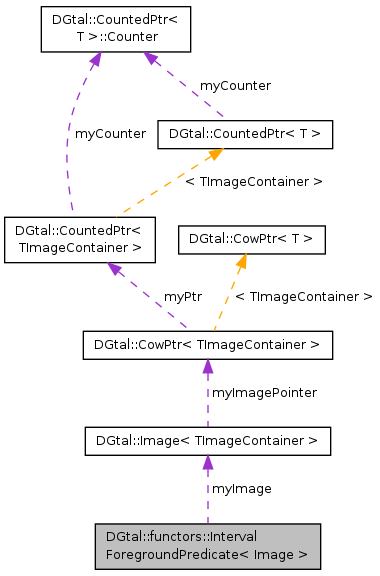 DGtal::CountedPtr<
T >::Counter
myCounter
myCounter
DGtal::CountedPtr< T >
< TImageContainer >
DGtal::CountedPtr<
TImageContainer >
DGtal::CowPtr< T >
myPtr
< TImageContainer >
DGtal::CowPtr< TImageContainer >
myImagePointer
DGtal::Image< TImageContainer >
myImage
DGtal::functors::Interval
ForegroundPredicate< Image >